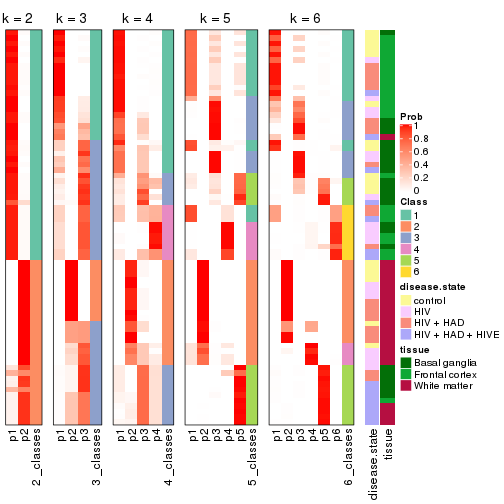 k = 2 k = 3 k = 4 k = 5 k = 6
Prob
1
0.8
0.6
0.4
0.2
0
Class
1
2
3
4
5
6
disease.state
control
HIV
HIV + HAD
HIV + HAD + HIVE
tissue
Basal ganglia
Frontal cortex
White matter
p1
p2
2_classes
p1
p2
p3
3_classes
p1
p2
p3
p4
4_classes
p1
p2
p3
p4
p5
5_classes
p1
p2
p3
p4
p5
p6
6_classes
disease.state
tissue